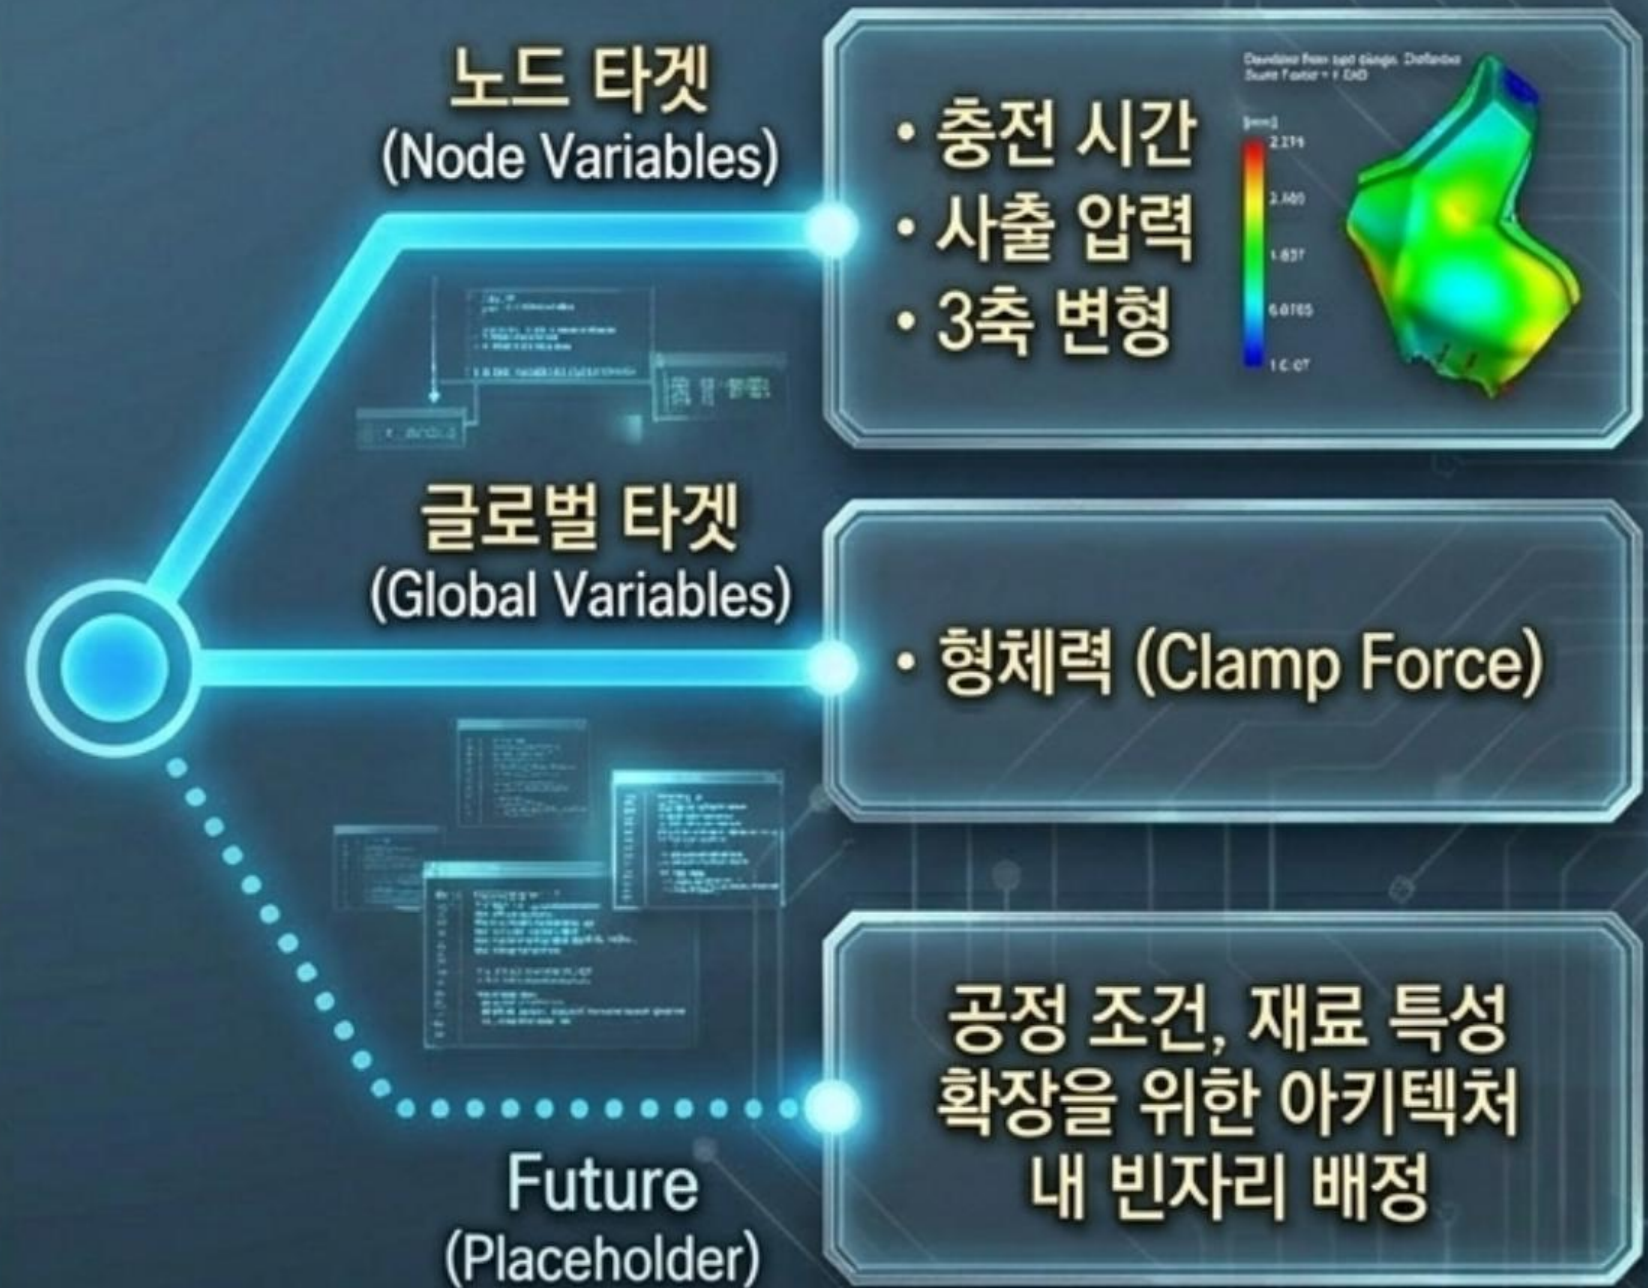 노드 타겟
(Node Variables)
• 충전 시간
• 사출 압력
• 3축 변형
글로벌 타겟
(Global Variables)
• 형체력 (Clamp Force)
Future
(Placeholder)
공정 조건, 재료 특성
확장을 위한 아키텍처
내 빈자리 배정